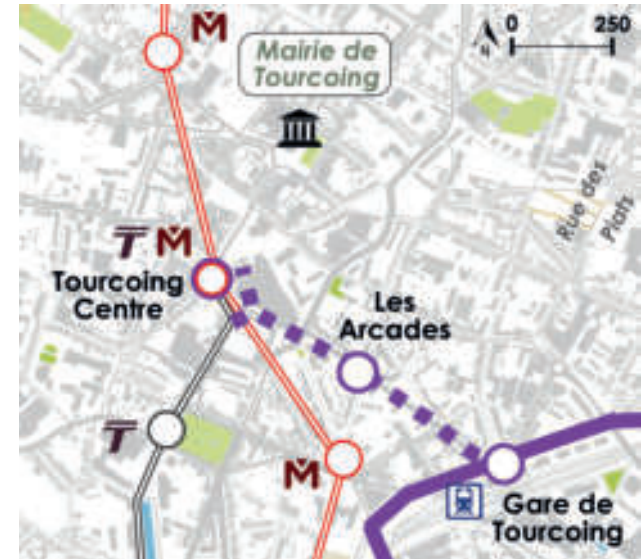 0 250
N
M
Mairie de
Tourcoing
Rue des
Piats
T M
Tourcoing
Centre
Les
Arcades
T
M
Gare de
Tourcoing